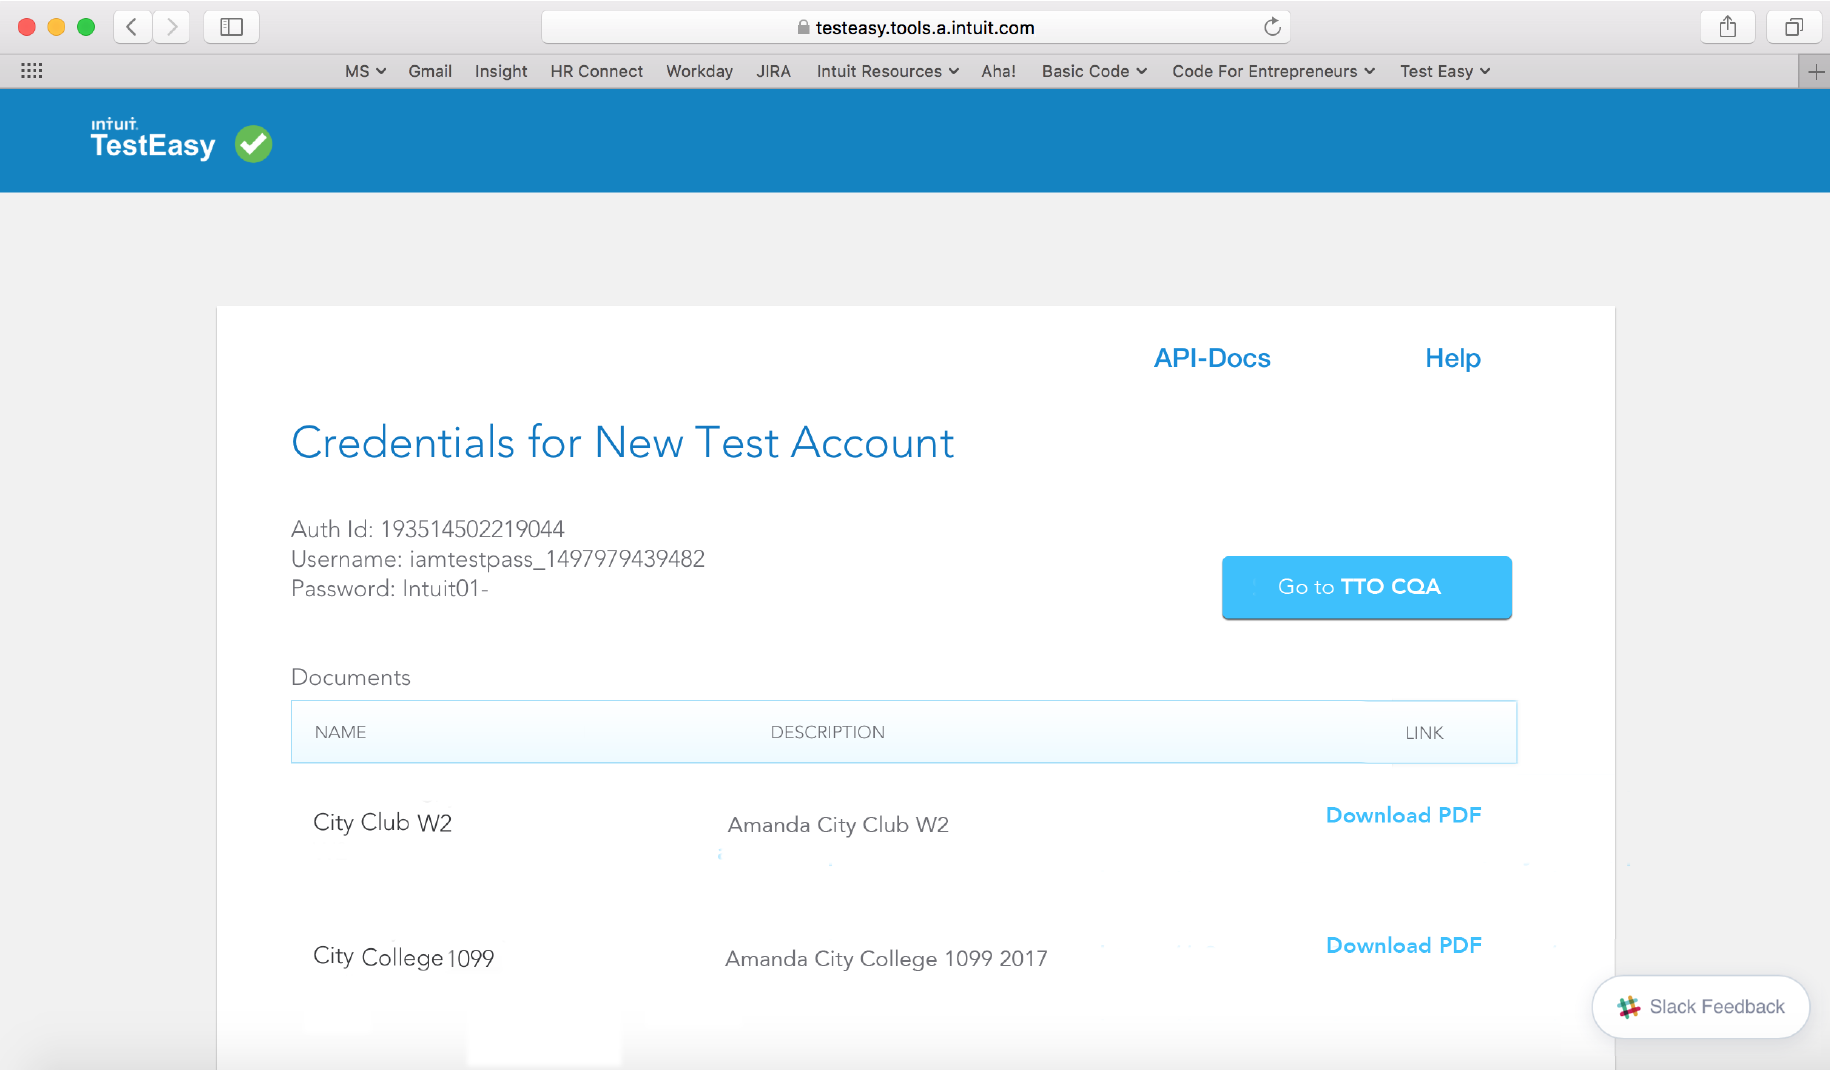 testeasy.tools.a.intuit.com
MS Gmail Insight HR Connect Workday JIRA Intuit Resources Aha! Basic Code Code For Entrepreneurs Test Easy
intuit.
TestEasy
API-Docs Help
Credentials for New Test Account
Auth Id: 193514502219044
Username: iamtestpass_1497979439482
Password: Intuit01-
Go to TTO CQA
Documents
NAME DESCRIPTION LINK
City Club W2 Amanda City Club W2 Download PDF
City College 1099 Amanda City College 1099 2017 Download PDF
Slack Feedback